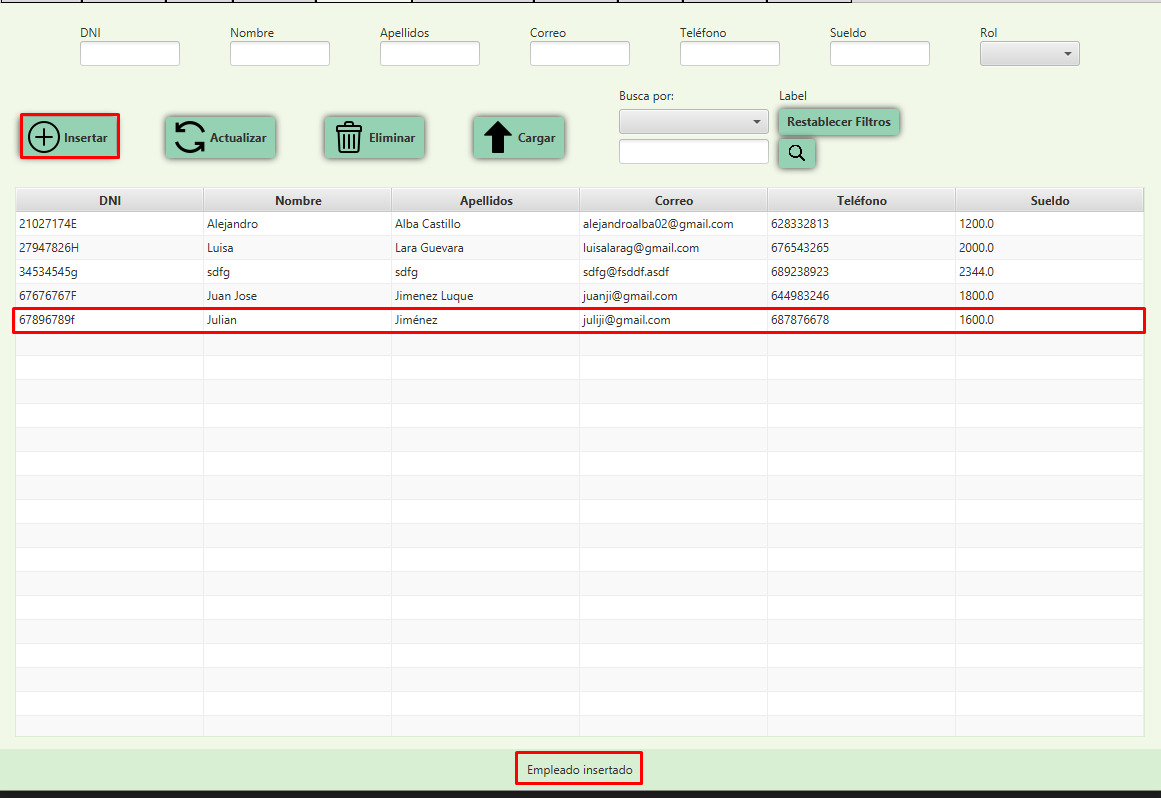 DNI Nombre Apellidos Correo Teléfono Sueldo Rol
Busca por: Label
Insertar Actualizar Eliminar Cargar Restablecer Filtros
DNI Nombre Apellidos Correo Teléfono Sueldo
21027174E Alejandro Alba Castillo alejandroalba02@gmail.com 628332813 1200.0
27947826H Luisa Lara Guevara luisalarag@gmail.com 676543265 2000.0
34534545g sdfg sdfg sdfg@fsddf.asdf 689238923 2344.0
67676767F Juan Jose Jimenez Luque juanji@gmail.com 644983246 1800.0
67896789f Julian Jiménez juliji@gmail.com 687876678 1600.0
Empleado insertado